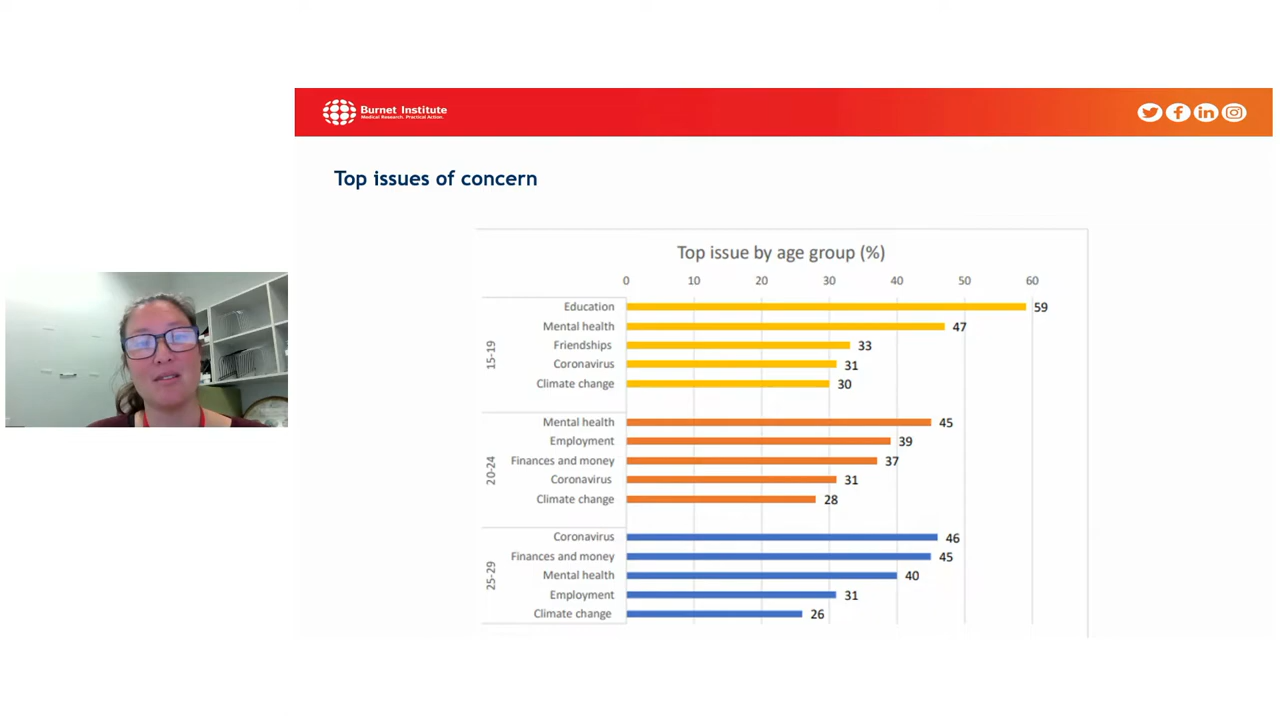 Burnet Institute
Medical Research. Practical Action.
Top issues of concern
Top issue by age group (%)
0 10 20 30 40 50 60
15-19
Education 59
Mental health 47
Friendships 33
Coronavirus 31
Climate change 30
20-24
Mental health 45
Employment 39
Finances and money 37
Coronavirus 31
Climate change 28
25-29
Coronavirus 46
Finances and money 45
Mental health 40
Employment 31
Climate change 26